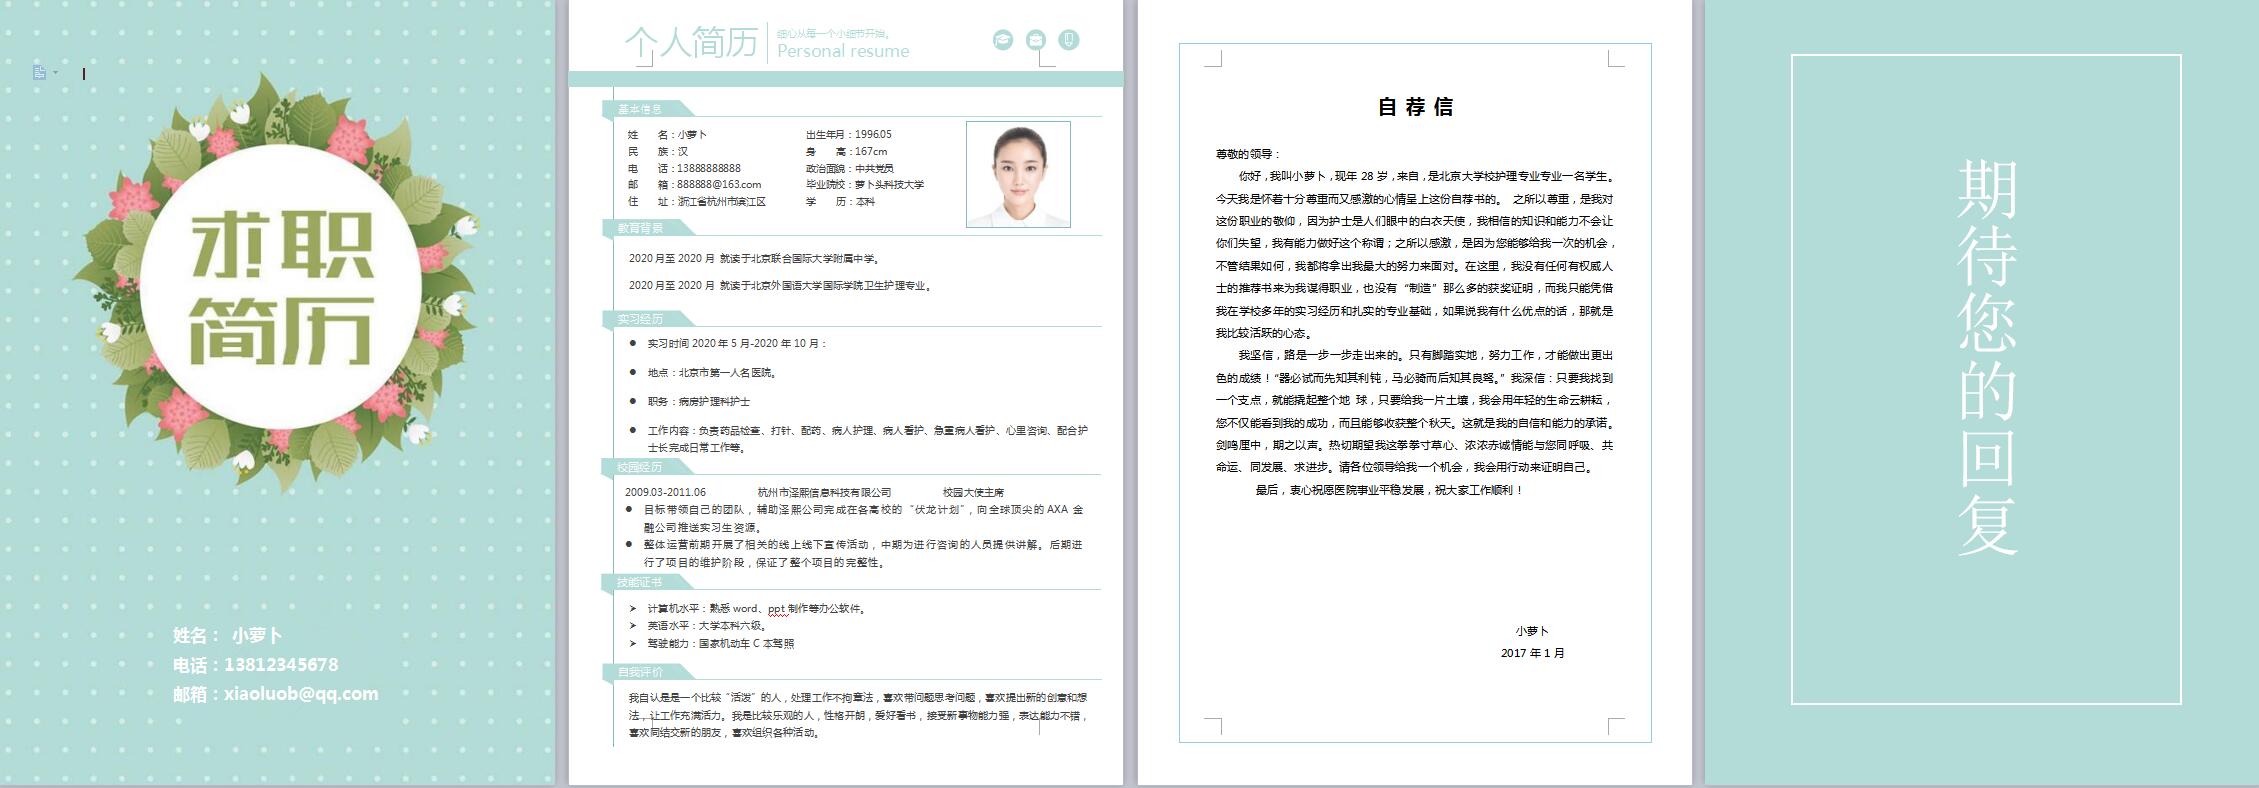 求职
简历
姓名： 小萝卜
电话：13812345678
邮箱：xiaoluob@qq.com
个人简历
细心从每一个小细节开始。
Personal resume
基本信息
姓　　名：小萝卜
出生年月：1996.05
民　　族：汉
身　　高：167cm
电　　话：13888888888
政治面貌：中共党员
邮　　箱：888888@163.com
毕业院校：萝卜头科技大学
住　　址：浙江省杭州市滨江区
学　　历：本科
教育背景
2020 月至 2020 月 就读于北京联合国际大学附属中学。
2020 月至 2020 月 就读于北京外国语大学国际学院卫生护理专业。
实习经历
● 实习时间 2020 年 5 月-2020 年 10 月：
● 地点：北京市第一人名医院。
● 职务：病房护理科护士
● 工作内容：负责药品检查、打针、配药、病人护理、病人看护、急重病人看护、心里咨询、配合护
士长完成日常工作等。
校园经历
2009.03-2011.06 杭州市泽熙信息科技有限公司 校园大使主席
● 目标带领自己的团队，辅助泽熙公司完成在各高校的“伏龙计划”，向全球顶尖的 AXA 金
融公司推送实习生资源。
● 整体运营前期开展了相关的线上线下宣传活动，中期为进行咨询的人员提供讲解。后期进
行了项目的维护阶段，保证了整个项目的完整性。
技能证书
➢ 计算机水平：熟悉 word、ppt 制作等办公软件。
➢ 英语水平：大学本科六级。
➢ 驾驶能力：国家机动车 C 本驾照
自我评价
我自认是是一个比较“活泼”的人，处理工作不拘章法，喜欢带问题思考问题，喜欢提出新的创意和想
法，让工作充满活力。我是比较乐观的人，性格开朗，爱好看书，接受新事物能力强，表达能力不错，
喜欢同结交新的朋友，喜欢组织各种活动。
自 荐 信
尊敬的领导：
你好，我叫小萝卜，现年 28 岁，来自，是北京大学校护理专业专业一名学生。
今天我是怀着十分尊重而又感激的心情呈上这份自荐书的。 之所以尊重，是我对
这份职业的敬仰，因为护士是人们眼中的白衣天使，我相信的知识和能力不会让
你们失望，我有能力做好这个称谓；之所以感激，是因为您能够给我一次的机会，
不管结果如何，我都将拿出我最大的努力来面对。在这里，我没有任何有权威人
士的推荐书来为我谋得职业，也没有“制造”那么多的获奖证明，而我只能凭借
我在学校多年的实习经历和扎实的专业基础，如果说我有什么优点的话，那就是
我比较活跃的心态。
我坚信，路是一步一步走出来的。只有脚踏实地，努力工作，才能做出更出
色的成绩！“器必试而先知其利钝，马必骑而后知其良驽。” 我深信：只要我找到
一个支点，就能撬起整个地 球，只要给我一片土壤，我会用年轻的生命云耕耘，
您不仅能看到我的成功，而且能够收获整个秋天。这就是我的自信和能力的承诺。
剑鸣匣中，期之以声。热切期望我这拳拳寸草心、浓浓赤诚情能与您同呼吸、共
命运、同发展、求进步。请各位领导给我一个机会，我会用行动来证明自己。
最后，衷心祝愿医院事业平稳发展，祝大家工作顺利！
小萝卜
2017 年 1 月
期待您的回复